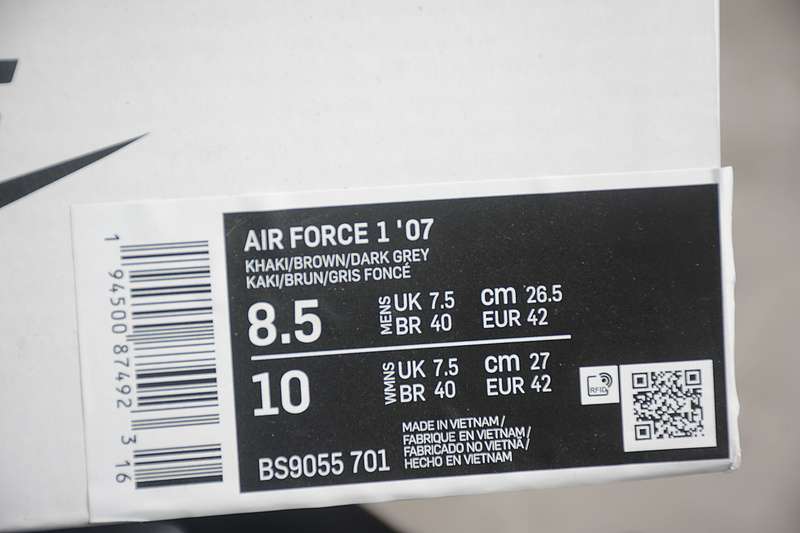 AIR FORCE 1 '07
KHAKI/BROWN/DARK GREY
KAKI/BRUN/GRIS FONCÉ
8.5
MENS
UK 7.5
cm 26.5
BR 40
EUR 42
10
WMNS
UK 7.5
cm 27
BR 40
EUR 42
RFID
BS9055 701
MADE IN VIETNAM /
FABRIQUE EN VIETNAM /
FABRICADO NO VIETNA /
HECHO EN VIETNAM
1 94500 87492 3 16